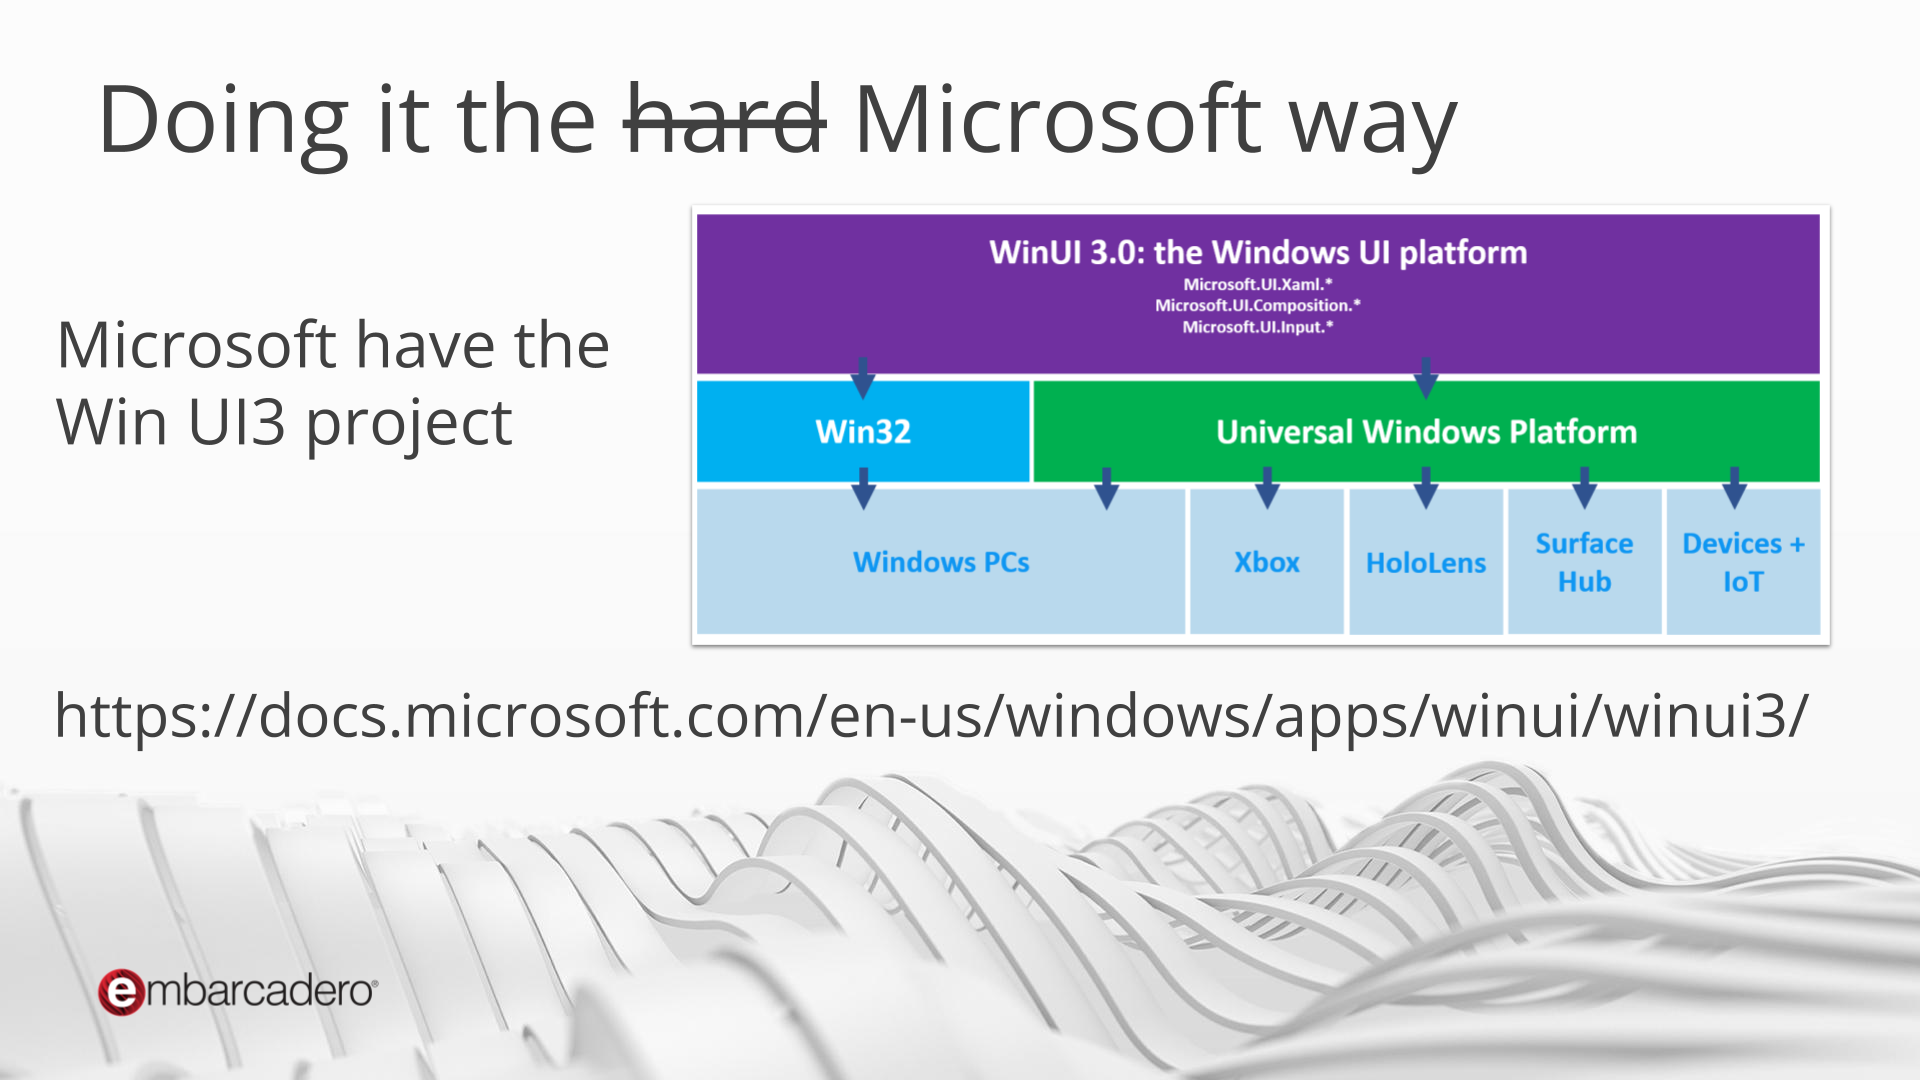 Doing it the hard Microsoft way
Microsoft have the
Win UI3 project
WinUI 3.0: the Windows UI platform
Microsoft.UI.Xaml.*
Microsoft.UI.Composition.*
Microsoft.UI.Input.*
Win32
Universal Windows Platform
Windows PCs
Xbox
HoloLens
Surface
Hub
Devices +
IoT
https://docs.microsoft.com/en-us/windows/apps/winui/winui3/
embarcadero®